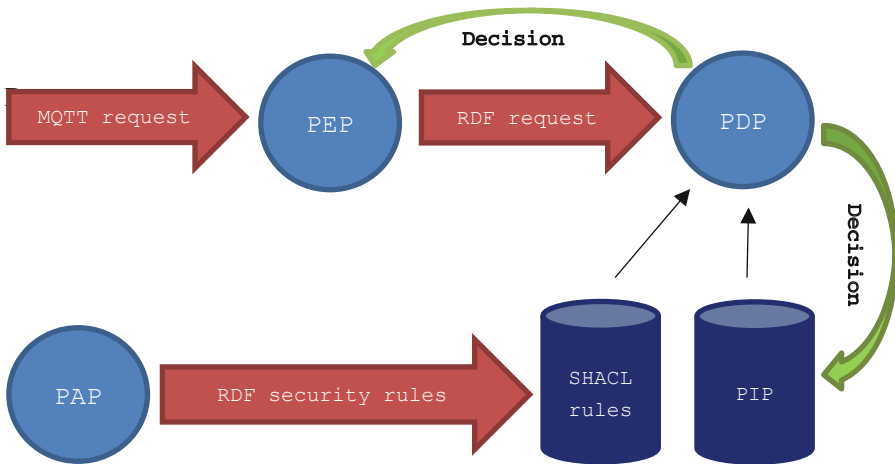 Decision
MQTT request
PEP
RDF request
PDP
Decision
PAP
RDF security rules
SHACL
rules
PIP